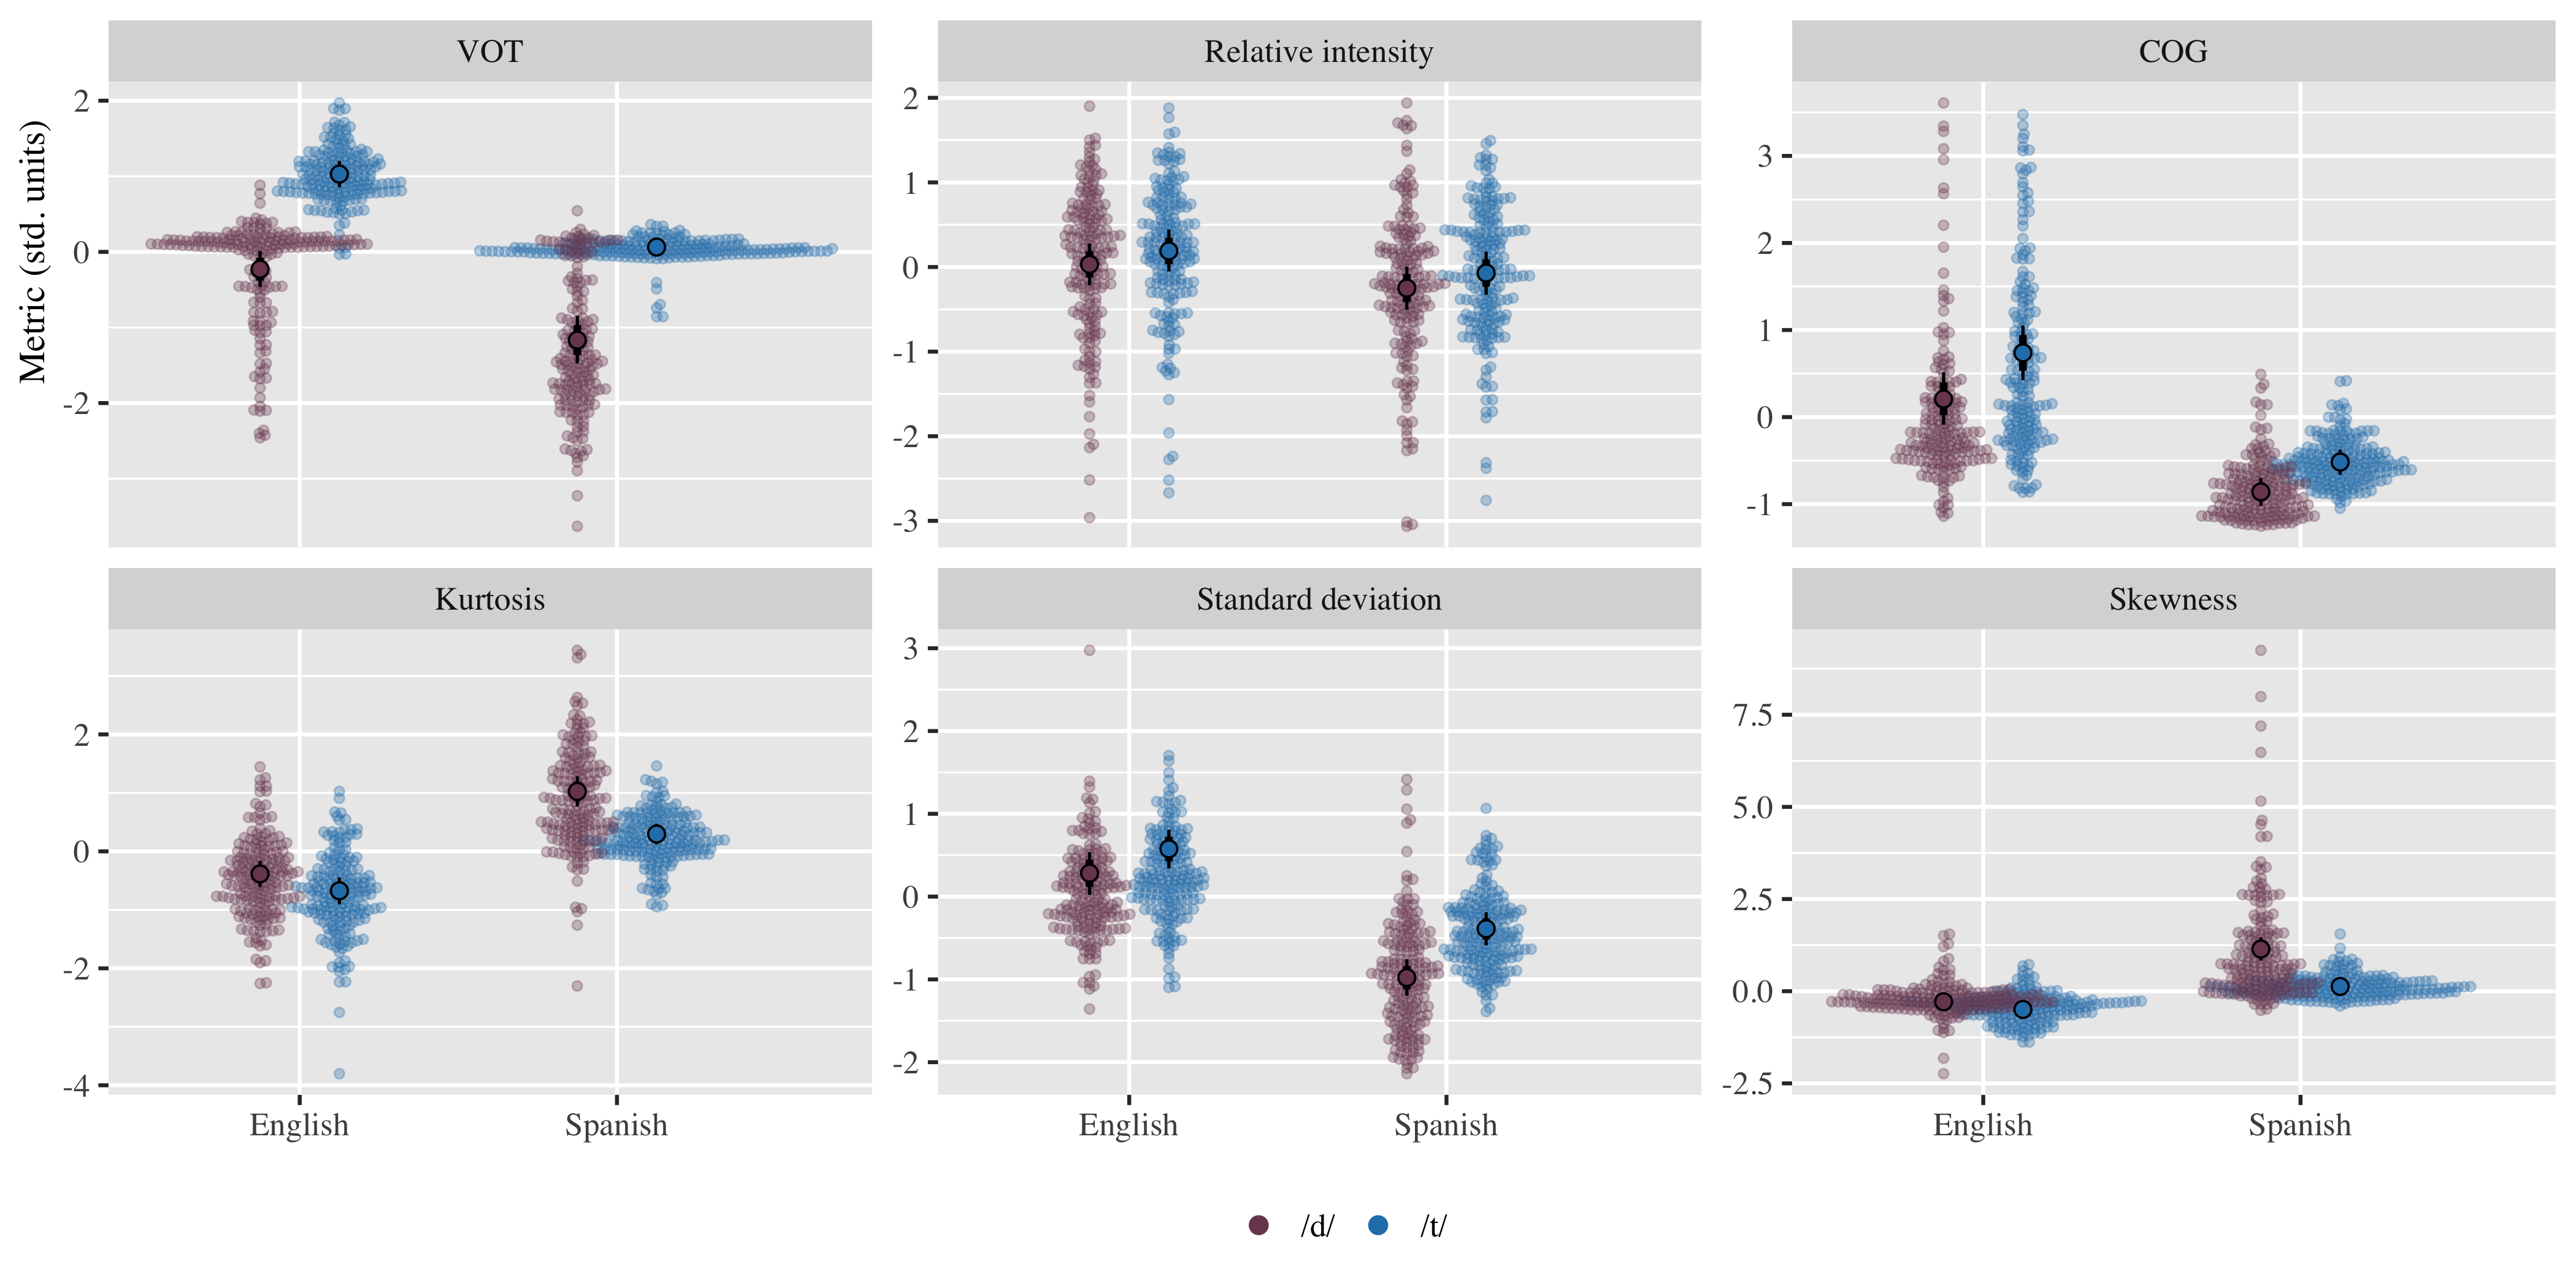 VOT
Relative intensity
COG
Metric (std. units)
2
0
-2
2
1
0
-1
-2
-3
3
2
1
0
-1
Kurtosis
Standard deviation
Skewness
2
0
-2
-4
3
2
1
0
-1
-2
7.5
5.0
2.5
0.0
-2.5
English
Spanish
English
Spanish
English
Spanish
/d/
/t/